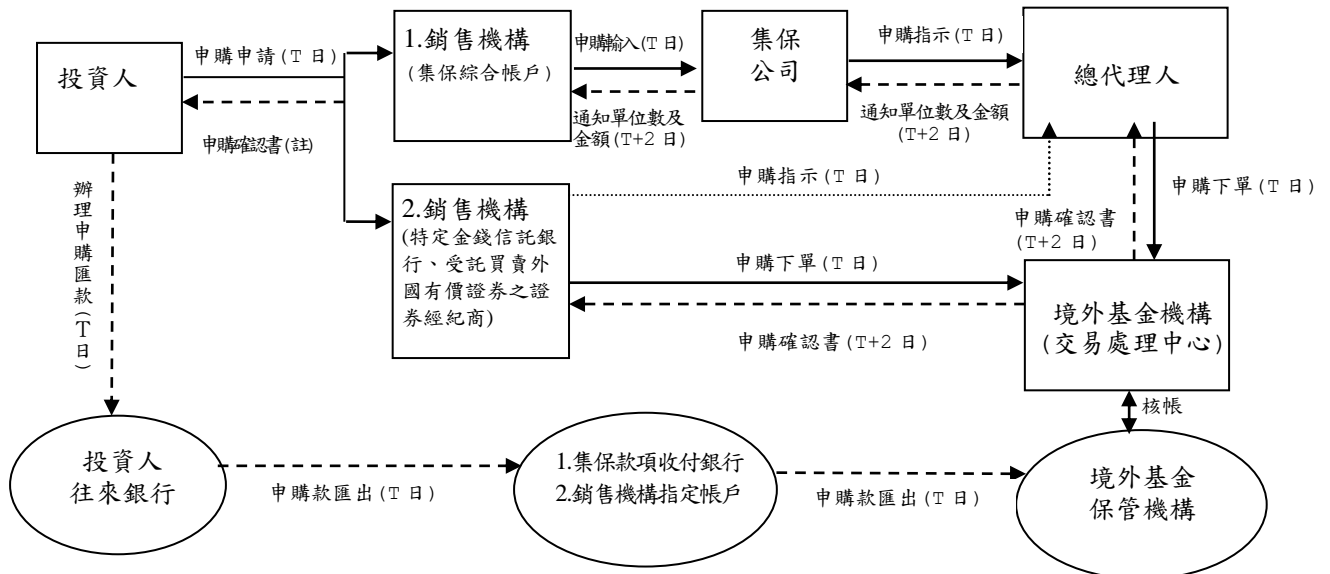 投資人
申購申請(T 日)
申購確認書(註)
1.銷售機構
(集保綜合帳戶)
申購輸入(T 日)
通知單位數及
金額(T+2 日)
集保
公司
申購指示(T 日)
通知單位數及金額
(T+2 日)
總代理人
申購指示(T 日)
2.銷售機構
(特定金錢信託銀
行、受託買賣外
國有價證券之證
券經紀商)
申購下單(T 日)
申購確認書(T+2 日)
申購確認書
(T+2 日)
申購下單(T 日)
境外基金機構
(交易處理中心)
核帳
辦理申購匯款(T日)
投資人
往來銀行
申購款匯出(T 日)
1.集保款項收付銀行
2.銷售機構指定帳戶
申購款匯出(T 日)
境外基金
保管機構